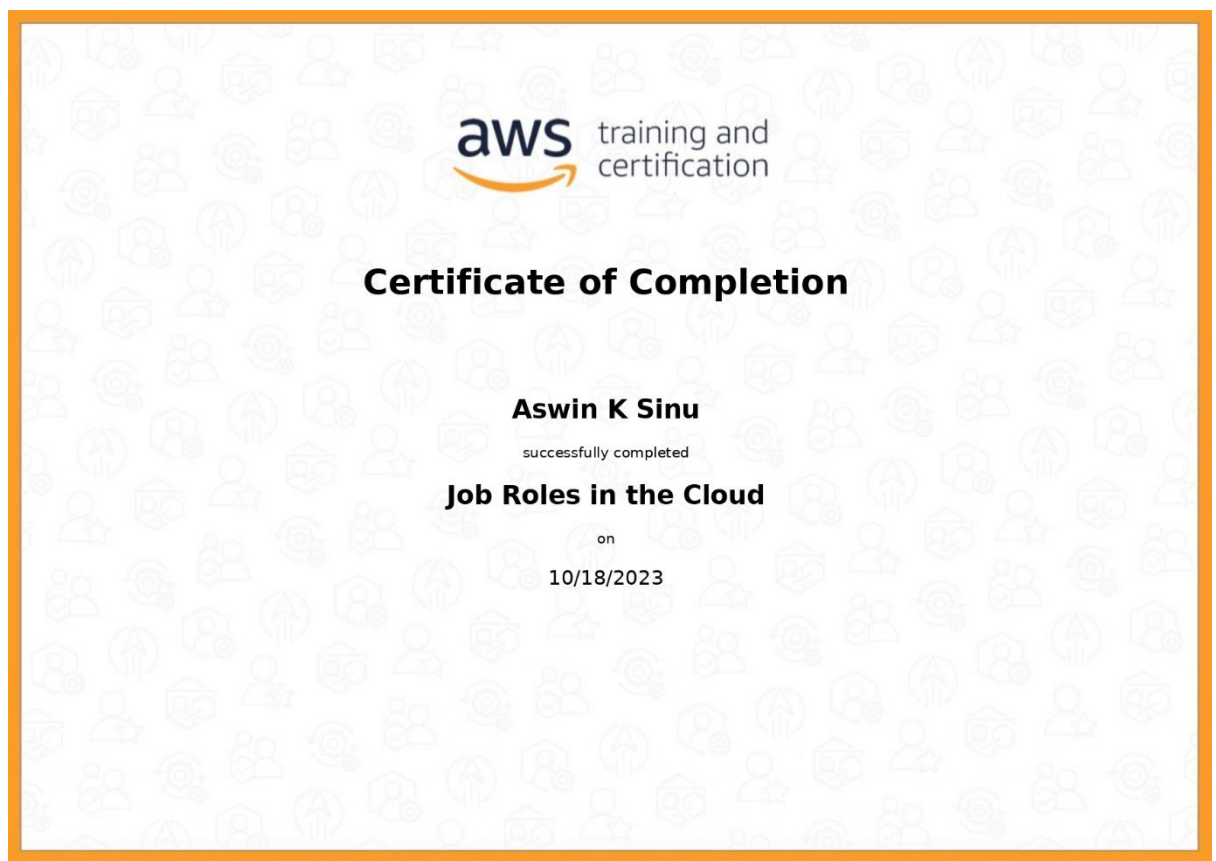 aws training and
certification
Certificate of Completion
Aswin K Sinu
successfully completed
Job Roles in the Cloud
on
10/18/2023